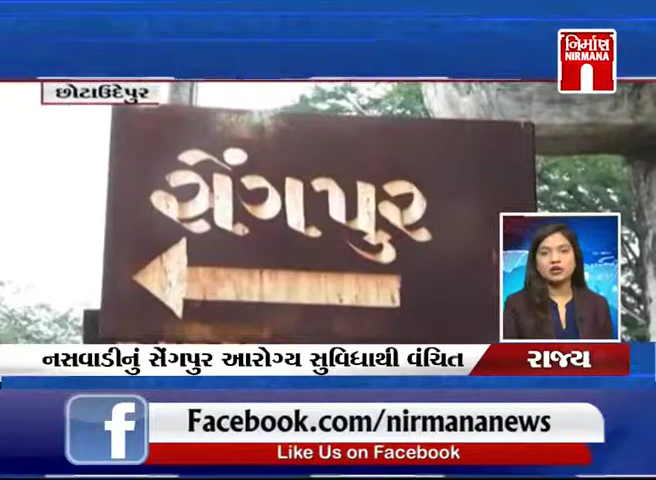 નિર્માણ
NIRMANA
છોટાઉદેપુર
સેંગપુર
નસવાડીનું સેંગપુર આરોગ્ય સુવિધાથી વંચિત
રાજ્ય
f
Facebook.com/nirmananews
Like Us on Facebook